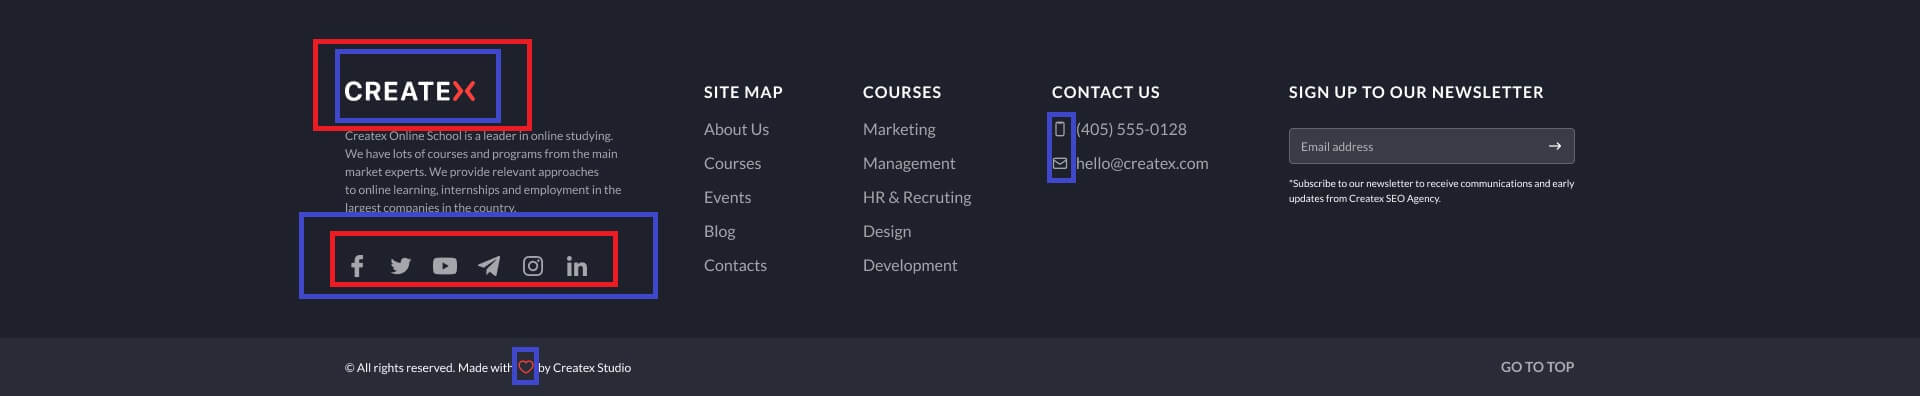 CREATEX
Createx Online School is a leader in online studying.
We have lots of courses and programs from the main
market experts. We provide relevant approaches
to online learning, internships and employment in the
largest companies in the country.
SITE MAP
About Us
Courses
Events
Blog
Contacts
COURSES
Marketing
Management
HR & Recruting
Design
Development
CONTACT US
(405) 555-0128
hello@createx.com
SIGN UP TO OUR NEWSLETTER
Email address
*Subscribe to our newsletter to receive communications and early
updates from Createx SEO Agency.
© All rights reserved. Made with by Createx Studio
GO TO TOP